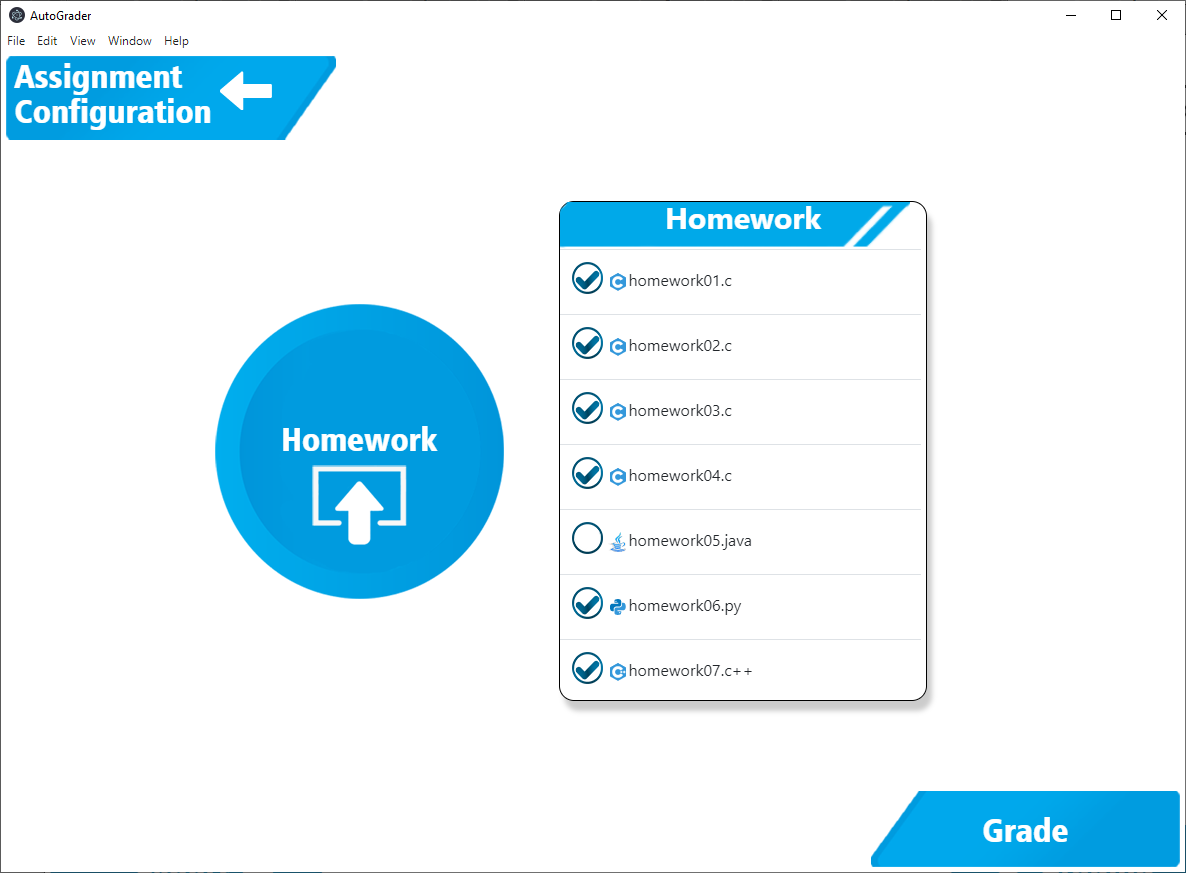 AutoGrader
File Edit View Window Help
Assignment
Configuration
Homework
homework01.c
homework02.c
homework03.c
homework04.c
homework05.java
homework06.py
homework07.c++
Homework
Grade